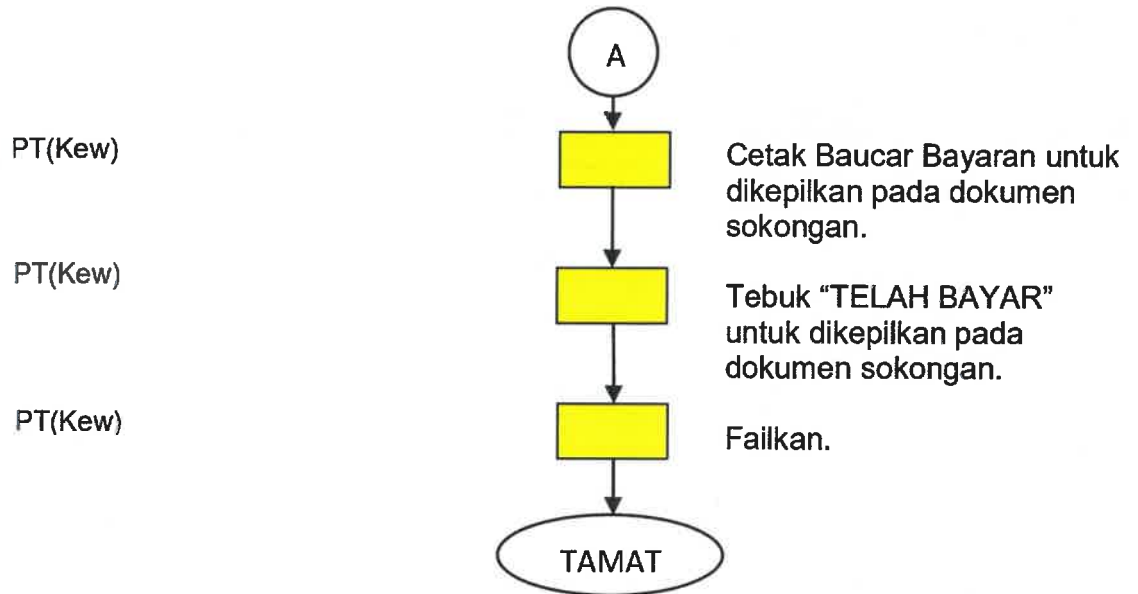 A
PT(Kew)
Cetak Baucar Bayaran untuk
dikepilkan pada dokumen
sokongan.
PT(Kew)
Tebuk “TELAH BAYAR”
untuk dikepilkan pada
dokumen sokongan.
PT(Kew)
Failkan.
TAMAT